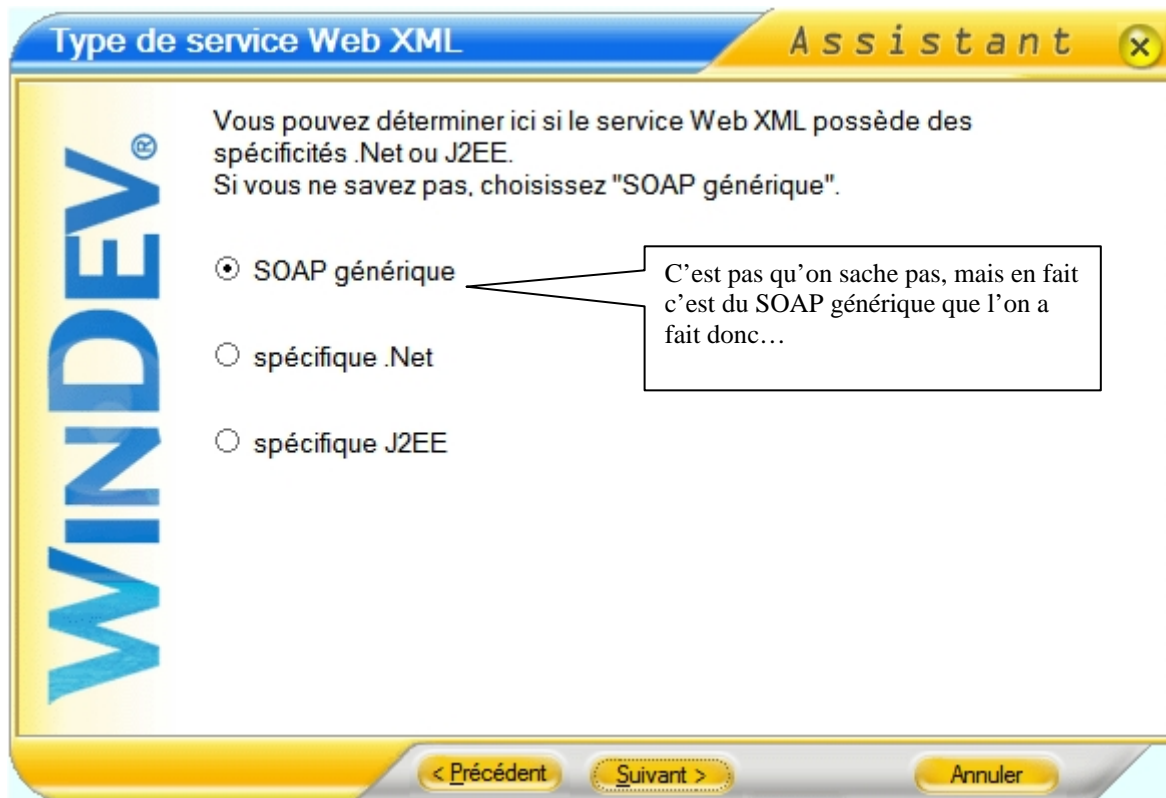 Type de service Web XML
Assistant
WINDEV®
Vous pouvez déterminer ici si le service Web XML possède des
spécificités .Net ou J2EE.
Si vous ne savez pas, choisissez "SOAP générique".
SOAP générique
C’est pas qu’on sache pas, mais en fait
c’est du SOAP générique que l’on a
fait donc…
spécifique .Net
spécifique J2EE
< Précédent
Suivant >
Annuler